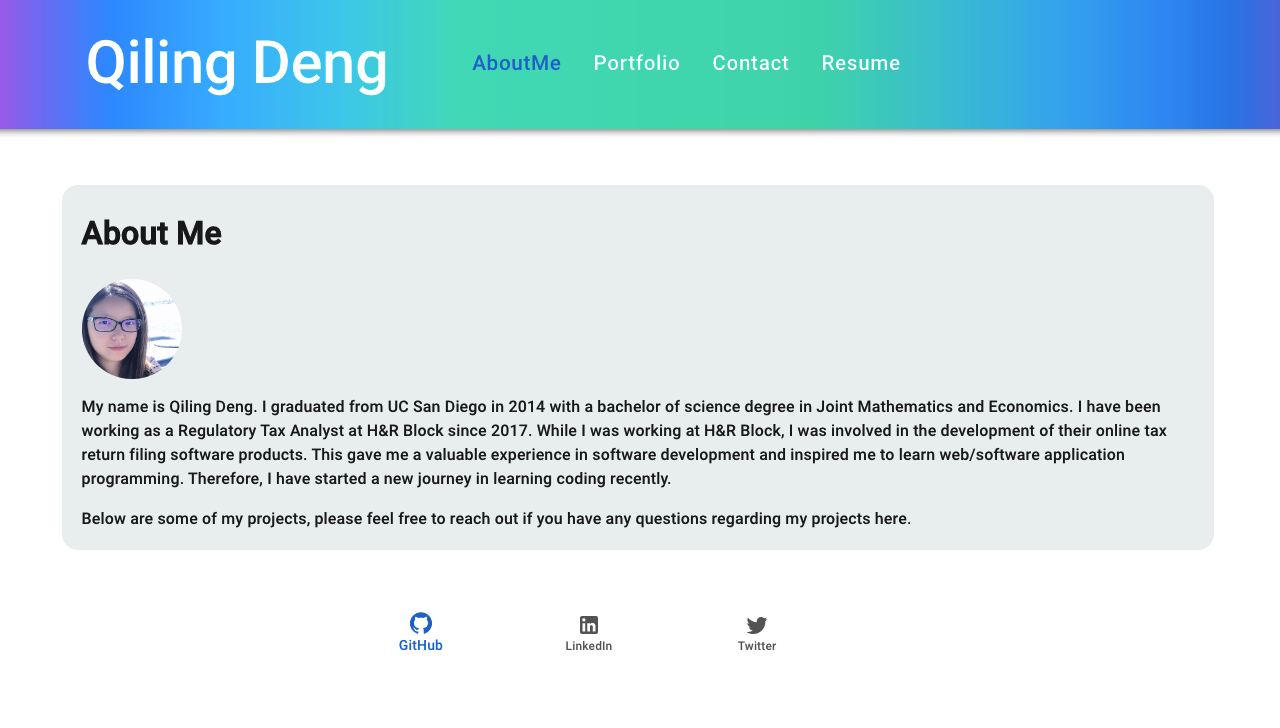 Qiling Deng
AboutMe Portfolio Contact Resume
About Me
My name is Qiling Deng. I graduated from UC San Diego in 2014 with a bachelor of science degree in Joint Mathematics and Economics. I have been
working as a Regulatory Tax Analyst at H&R Block since 2017. While I was working at H&R Block, I was involved in the development of their online tax
return filing software products. This gave me a valuable experience in software development and inspired me to learn web/software application
programming. Therefore, I have started a new journey in learning coding recently.
Below are some of my projects, please feel free to reach out if you have any questions regarding my projects here.
GitHub LinkedIn Twitter